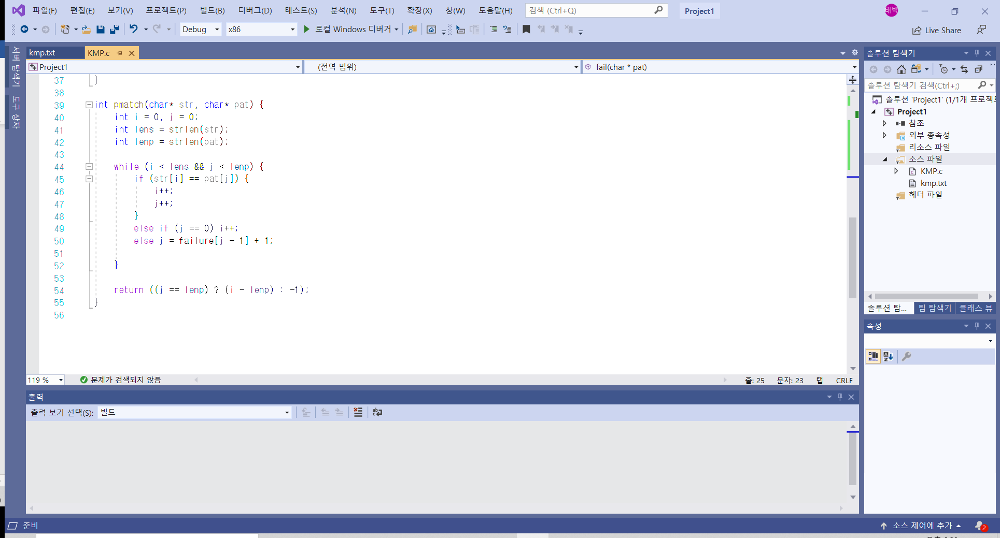 파일(F) 편집(E) 보기(V) 프로젝트(P) 빌드(B) 디버그(D) 테스트(S) 분석(N) 도구(T) 확장(X) 창(W) 도움말(H) 검색 (Ctrl+Q) Project1 태박
Debug x86 로컬 Windows 디버거 Live Share
서버 탐색기
도구 상자
kmp.txt KMP.c
Project1 (전역 범위) fail(char * pat)
37 }
38
39 int pmatch(char* str, char* pat) {
40 int i = 0, j = 0;
41 int lens = strlen(str);
42 int lenp = strlen(pat);
43
44 while (i < lens && j < lenp) {
45 if (str[i] == pat[j]) {
46 i++;
47 j++;
48 }
49 else if (j == 0) i++;
50 else j = failure[j - 1] + 1;
51
52 }
53
54 return ((j == lenp) ? (i - lenp) : -1);
55 }
56
119 % 문제가 검색되지 않음 줄: 25 문자: 23 탭 CRLF
출력
출력 보기 선택(S): 빌드
솔루션 탐색기
솔루션 탐색기 검색(Ctrl+;)
솔루션 'Project1' (1/1개 프로젝트
Project1
참조
외부 종속성
리소스 파일
소스 파일
KMP.c
kmp.txt
헤더 파일
솔루션 탐... 팀 탐색기 클래스 뷰
속성
준비 소스 제어에 추가 2